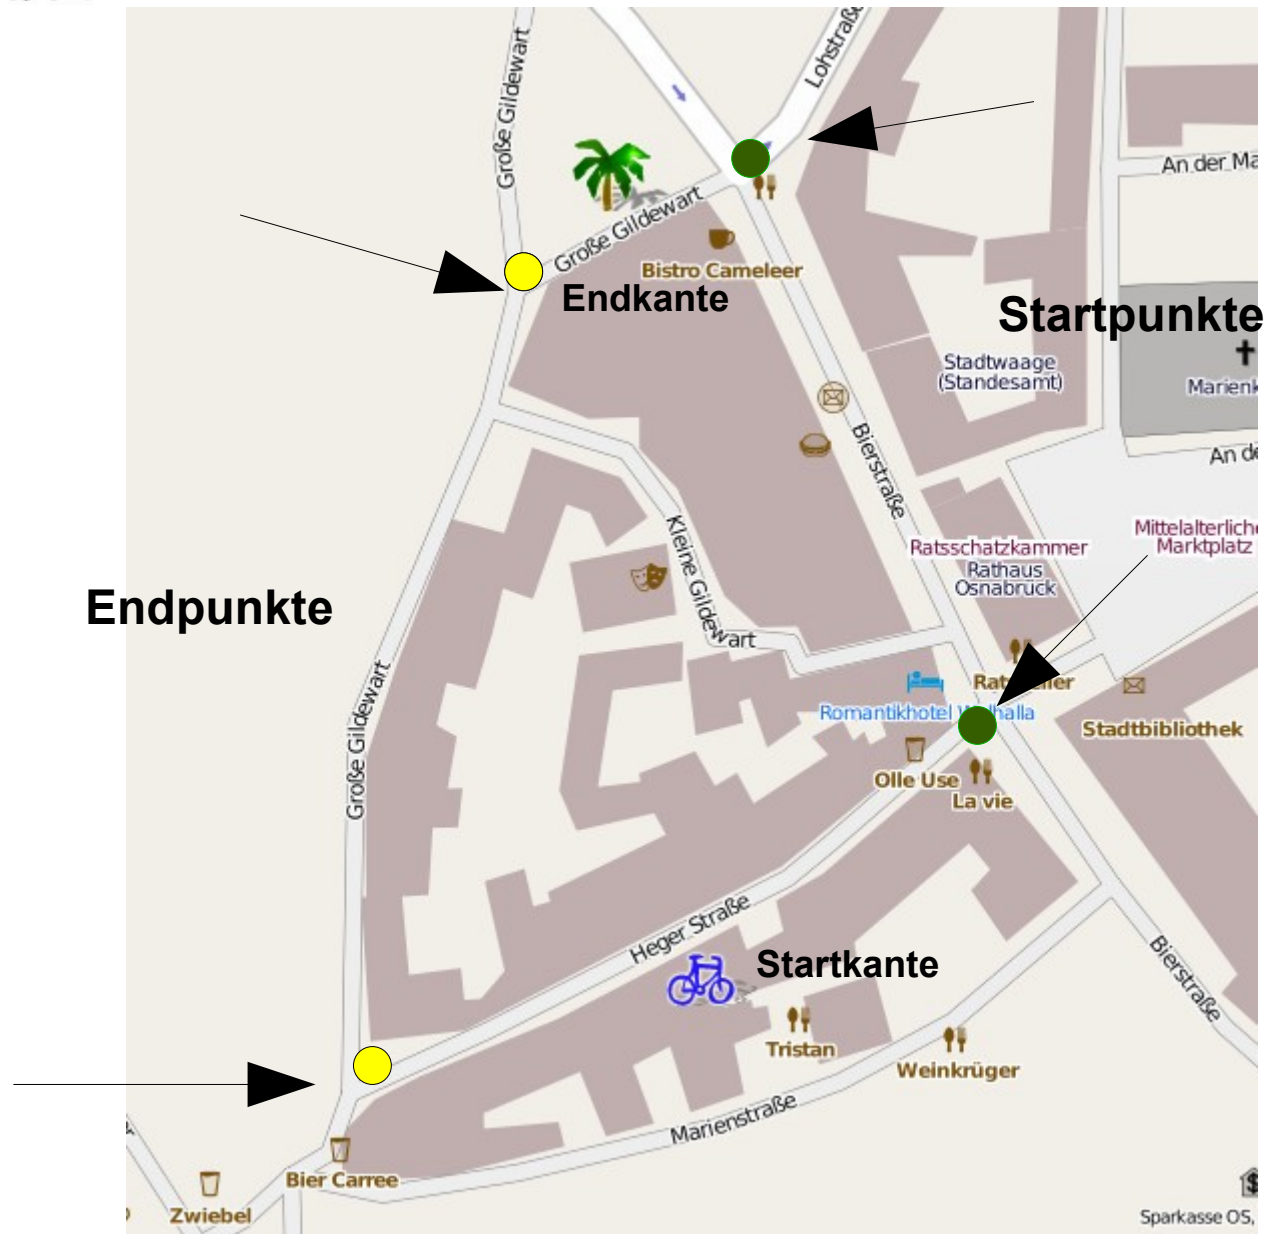 Große Gildewart
Lohstraße
An der Ma
Große Gildewart
Bistro Cameleer
Endkante
Startpunkte
Stadtwaage
(Standesamt)
Marienk
Bierstraße
An de
Kleine Gildewart
Ratsschatzkammer
Rathaus
Osnabrück
Mittelalterliche
Marktplatz
Endpunkte
Große Gildewart
Romantikhotel Walhalla
Stadtbibliothek
Olle Use
La vie
Heger Straße
Startkante
Bierstraße
Tristan
Weinkrüger
Marienstraße
Bier Carree
Zwiebel
Sparkasse OS,